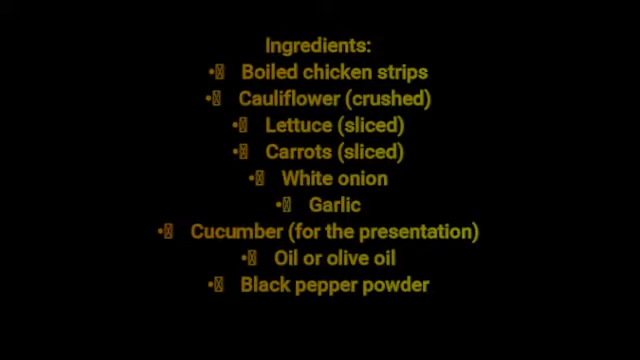 Ingredients:
• Boiled chicken strips
• Cauliflower (crushed)
• Lettuce (sliced)
• Carrots (sliced)
• White onion
• Garlic
• Cucumber (for the presentation)
• Oil or olive oil
• Black pepper powder